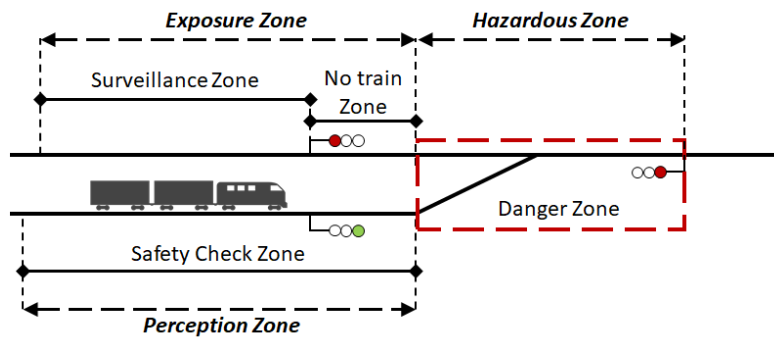 Exposure Zone
Hazardous Zone
Surveillance Zone
No train
Zone
Danger Zone
Safety Check Zone
Perception Zone